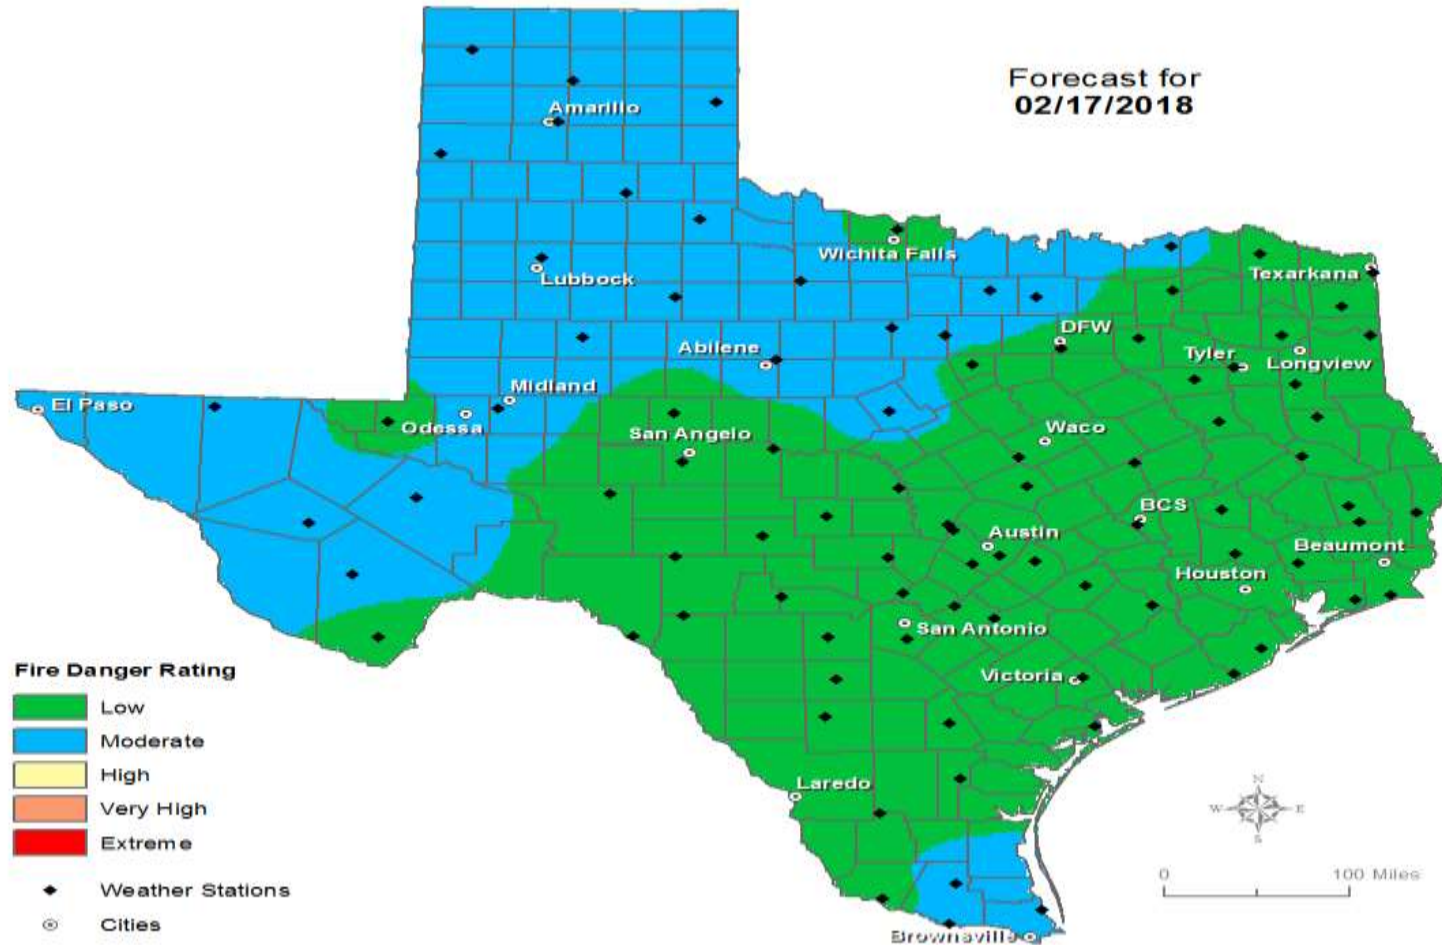 Forecast for
02/17/2018
Amarillo
Wichita Falls
Texarkana
Lubbock
DFW
Abilene
Tyler
Longview
Midland
El Paso
Odessa
San Angelo
Waco
BCS
Austin
Beaumont
Houston
San Antonio
Victoria
Laredo
Brownsville
Fire Danger Rating
Low
Moderate
High
Very High
Extreme
Weather Stations
Cities
N
W E
S
0 100 Miles